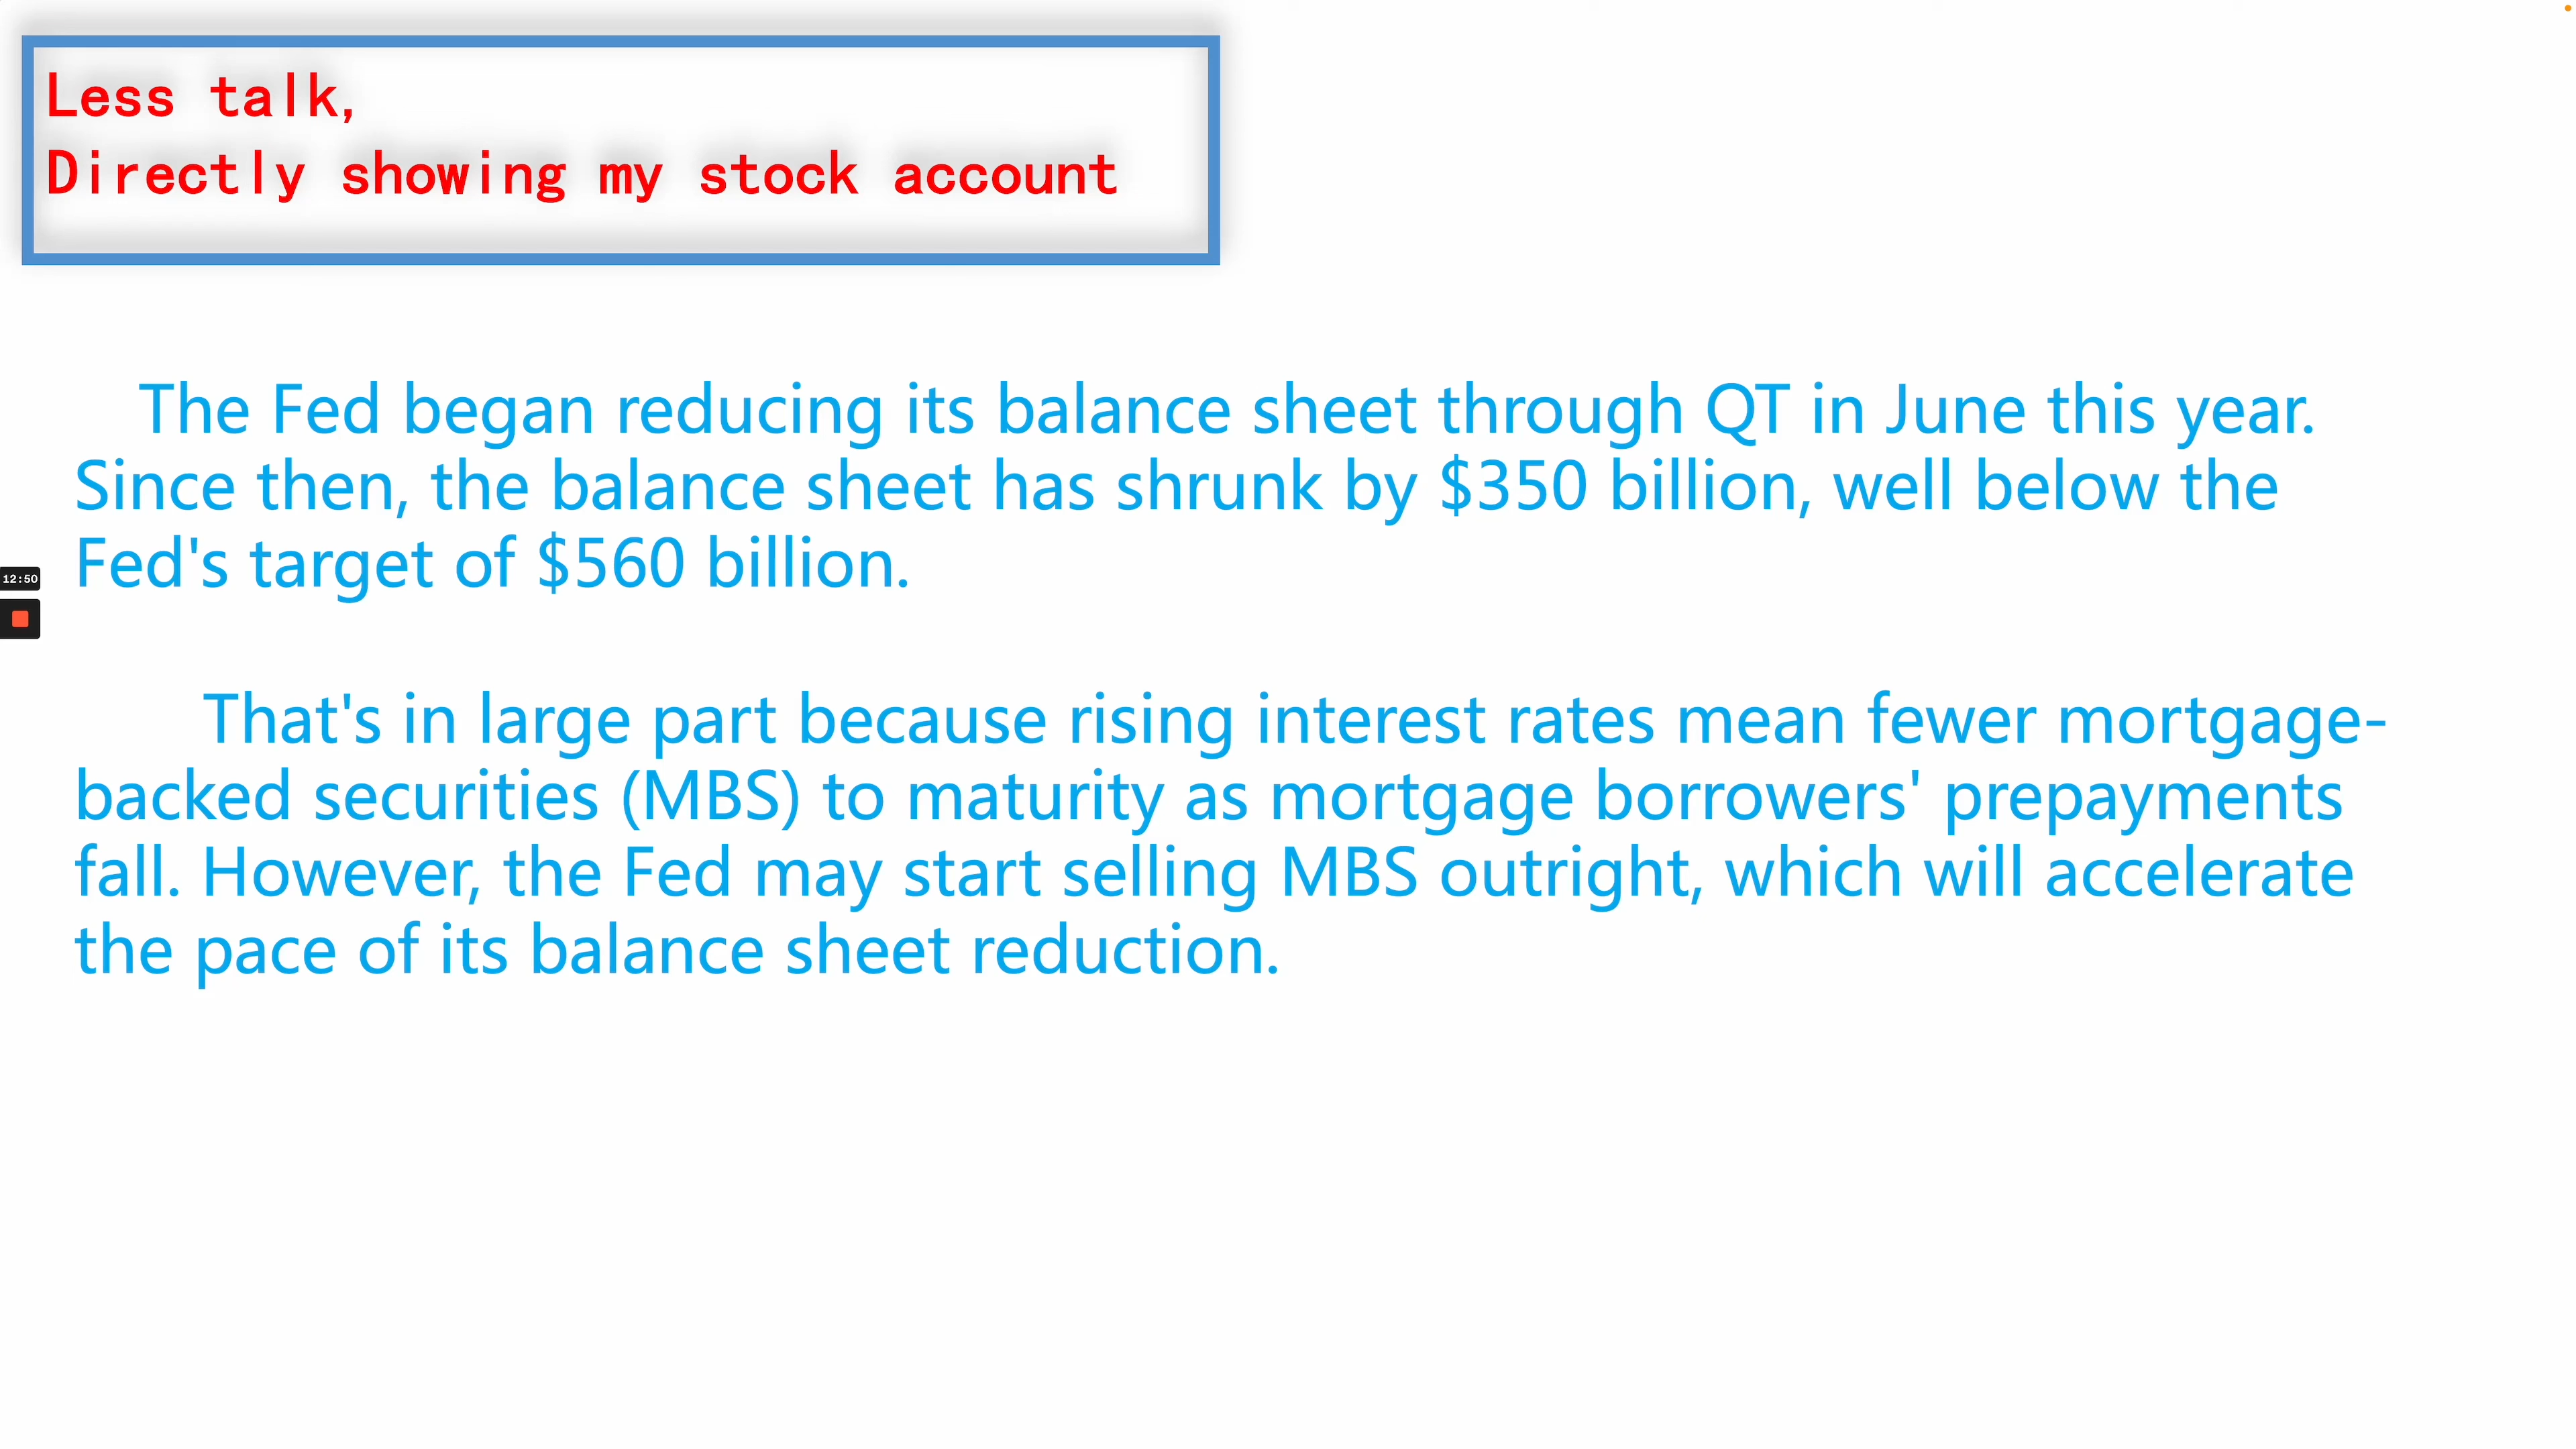 Less talk,
Directly showing my stock account
The Fed began reducing its balance sheet through QT in June this year.
Since then, the balance sheet has shrunk by $350 billion, well below the
Fed's target of $560 billion.
12:50
That's in large part because rising interest rates mean fewer mortgage-
backed securities (MBS) to maturity as mortgage borrowers' prepayments
fall. However, the Fed may start selling MBS outright, which will accelerate
the pace of its balance sheet reduction.